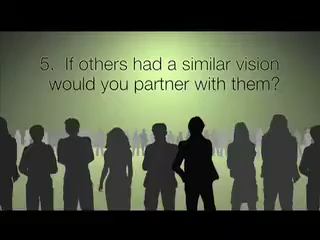 5. If others had a similar vision
would you partner with them?